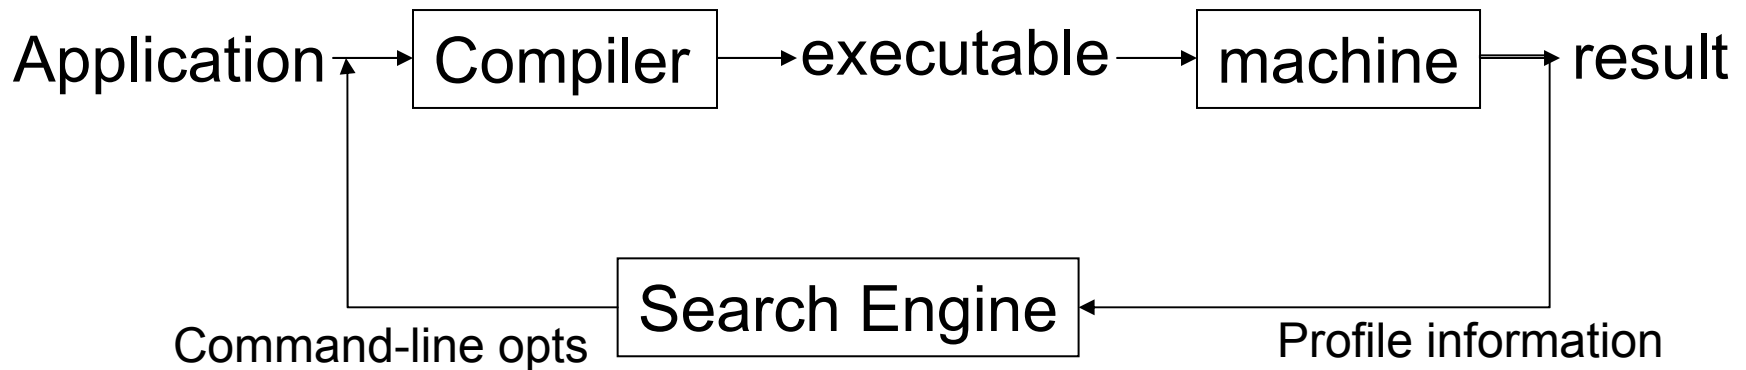 Application Compiler executable machine result
Search Engine
Command-line opts Profile information